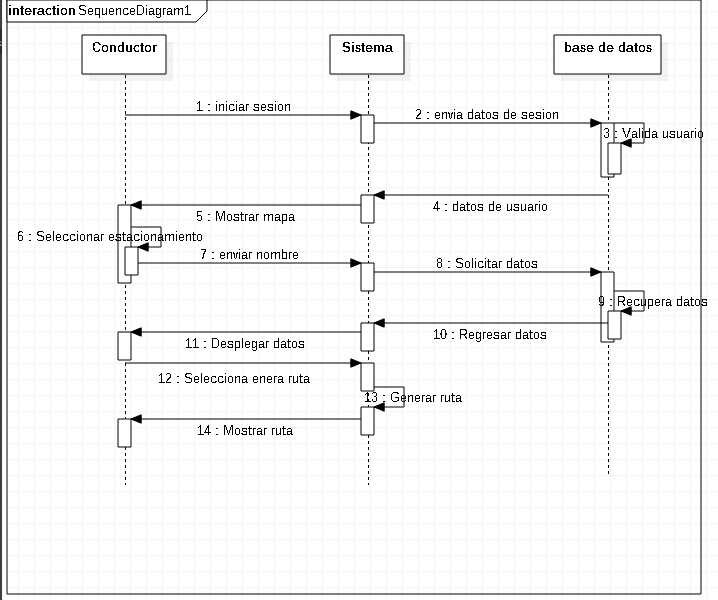 interaction SequenceDiagram1
Conductor
Sistema
base de datos
1 : iniciar sesion
2 : envia datos de sesion
3 : Valida usuario
4 : datos de usuario
5 : Mostrar mapa
6 : Seleccionar estacionamiento
7 : enviar nombre
8 : Solicitar datos
9 : Recupera datos
10 : Regresar datos
11 : Desplegar datos
12 : Selecciona enera ruta
13 : Generar ruta
14 : Mostrar ruta